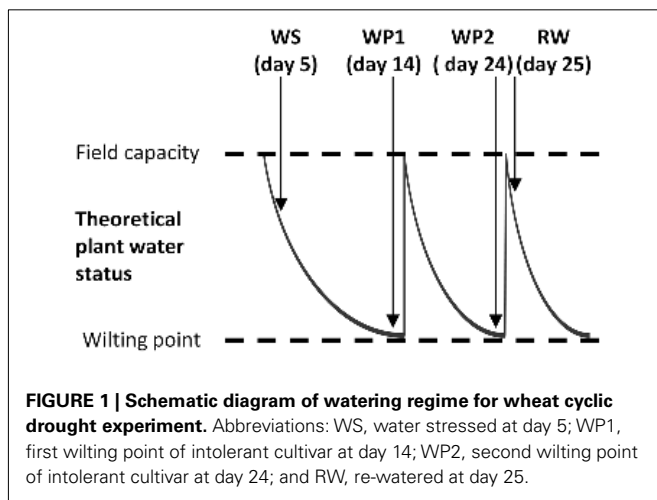 WS WP1 WP2 RW
(day 5) (day 14) ( day 24) (day 25)
Field capacity
Theoretical
plant water
status
Wilting point
FIGURE 1 | Schematic diagram of watering regime for wheat cyclic
drought experiment. Abbreviations: WS, water stressed at day 5; WP1,
first wilting point of intolerant cultivar at day 14; WP2, second wilting point
of intolerant cultivar at day 24; and RW, re-watered at day 25.